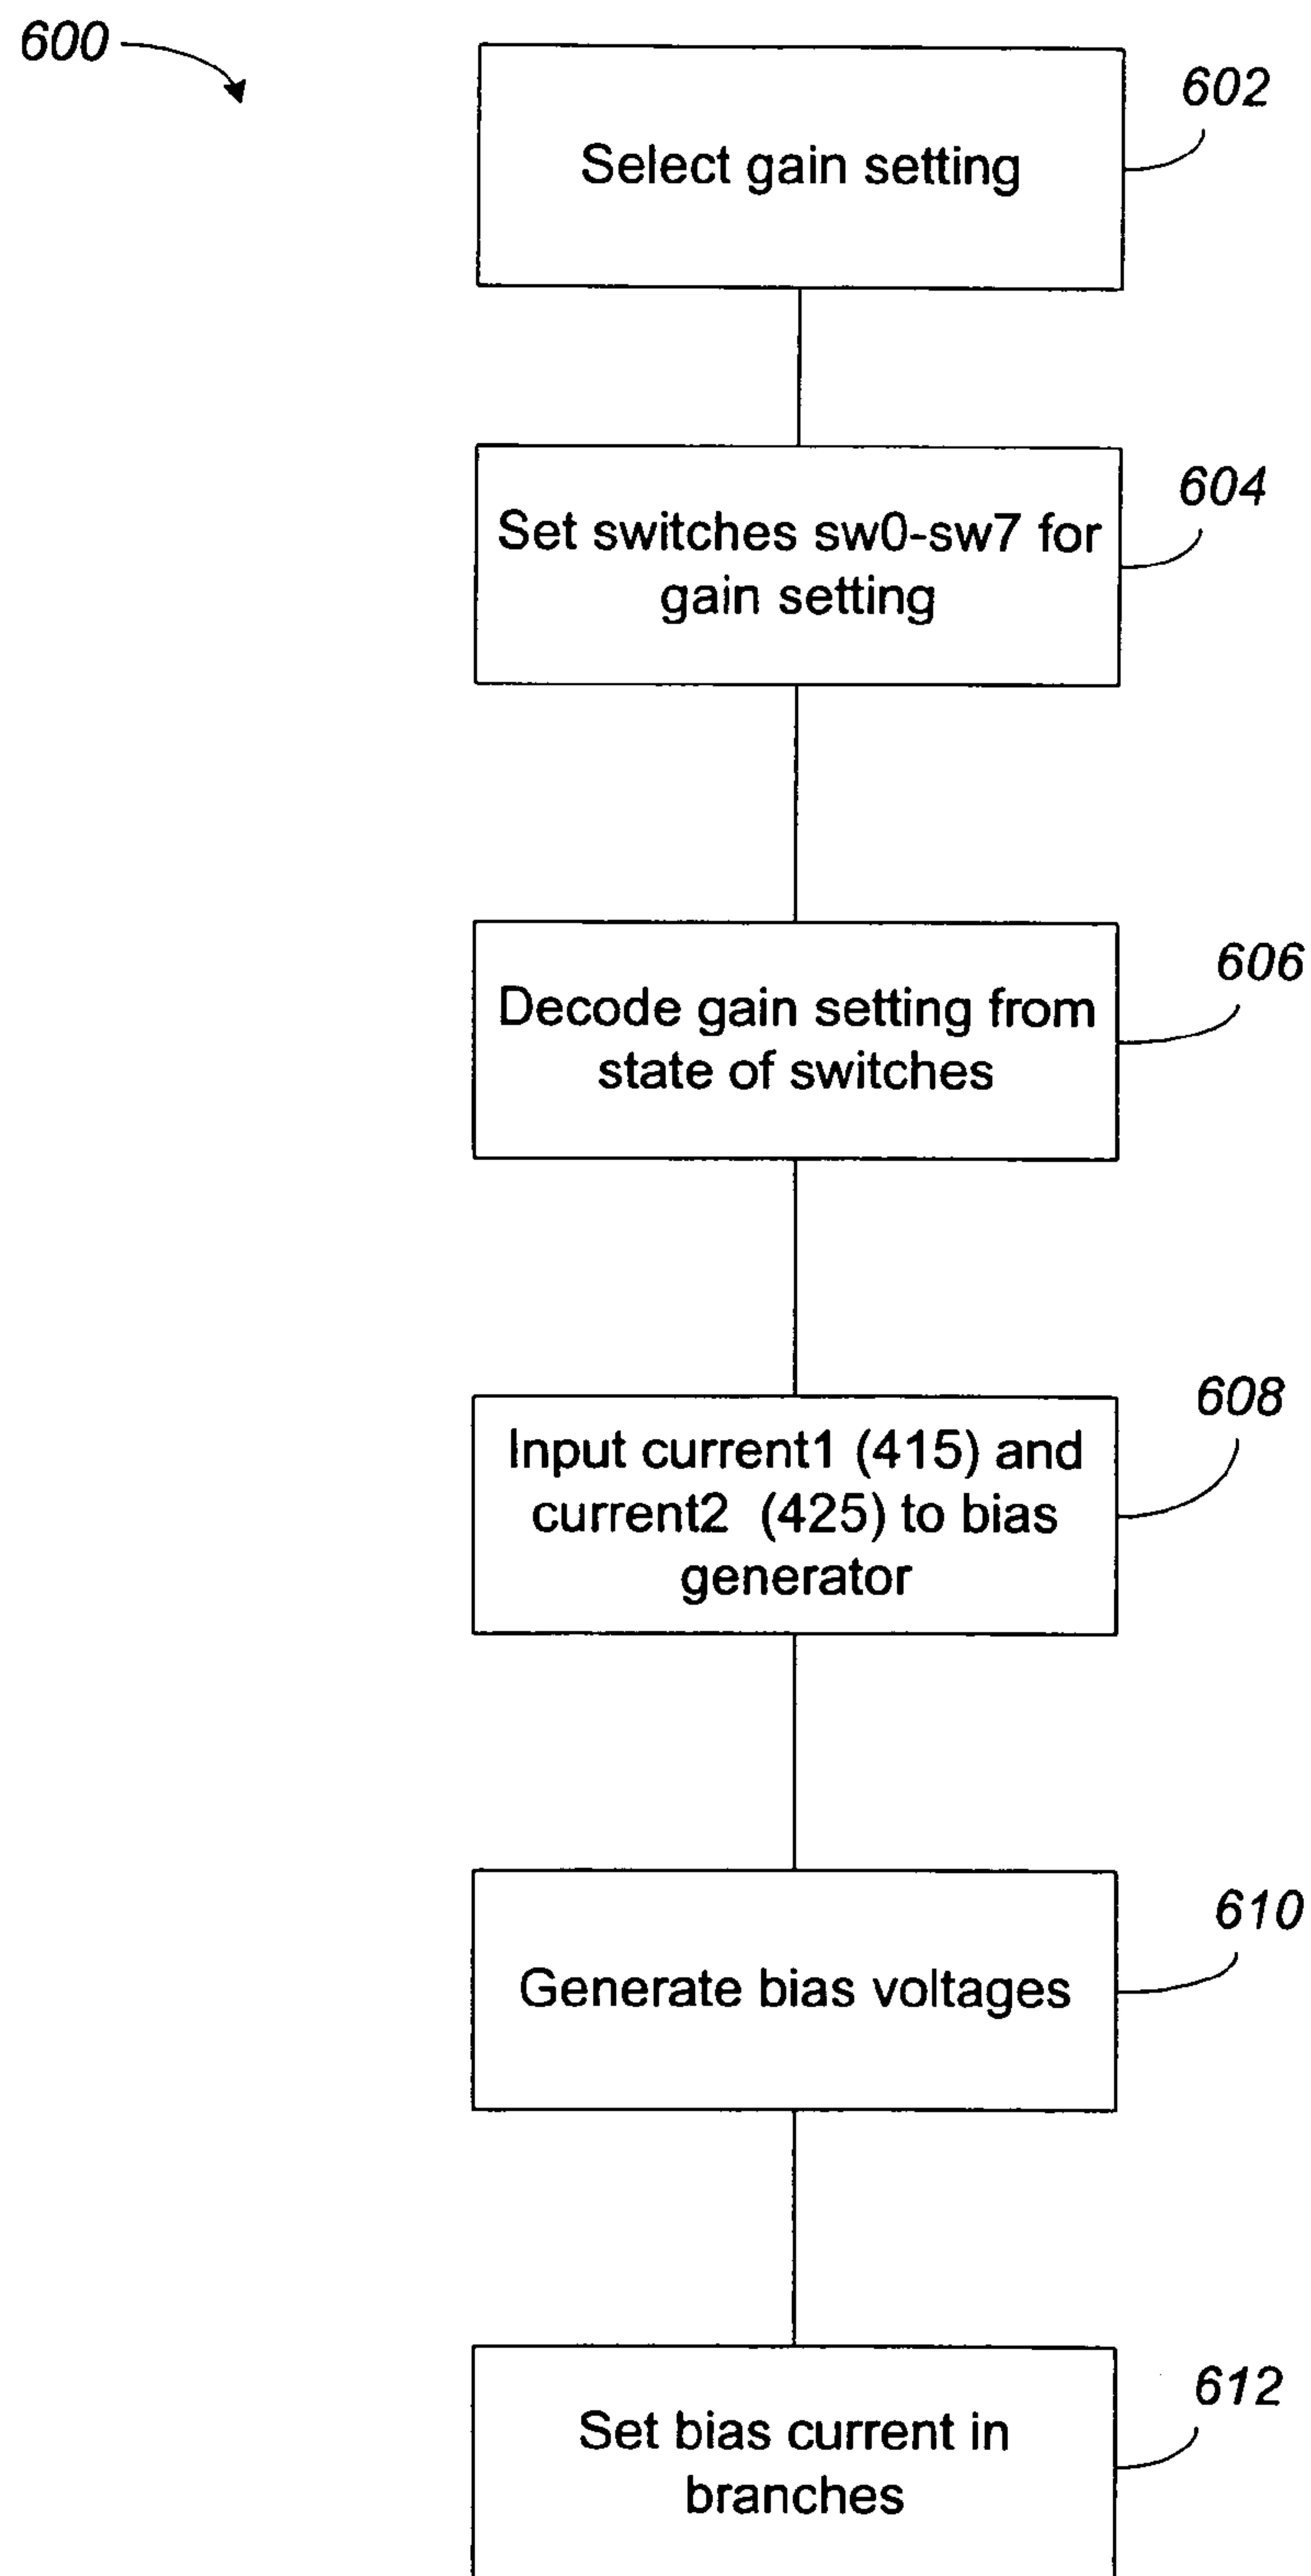 600
602
Select gain setting
604
Set switches sw0-sw7 for
gain setting
606
Decode gain setting from
state of switches
608
Input current1 (415) and
current2 (425) to bias
generator
610
Generate bias voltages
612
Set bias current in
branches